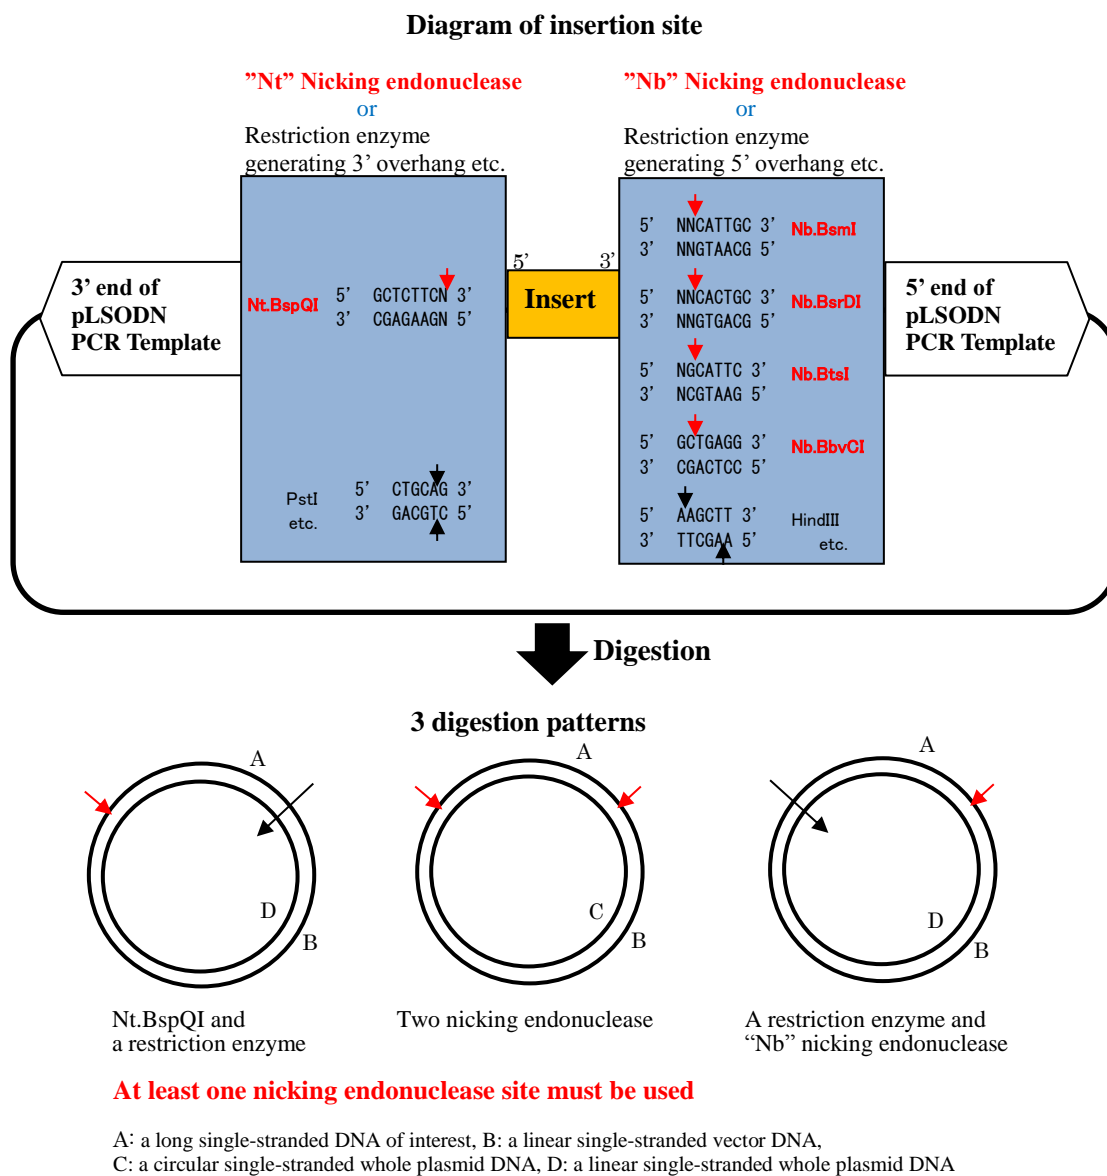 Diagram of insertion site
”Nt” Nicking endonuclease
or
Restriction enzyme
generating 3’ overhang etc.
”Nb” Nicking endonuclease
or
Restriction enzyme
generating 5’ overhang etc.
3’ end of
pLSODN
PCR Template
Nt.BspQI
5’ GCTCTTCN 3’
3’ CGAGAAGN 5’
PstI
etc.
5’ CTGCAG 3’
3’ GACGTC 5’
5’ 3’
Insert
5’ NNCATTGC 3’ Nb.BsmI
3’ NNGTAACG 5’
5’ NNCACTGC 3’ Nb.BsrDI
3’ NNGTGACG 5’
5’ NGCATTC 3’ Nb.BtsI
3’ NCGTAAG 5’
5’ GCTGAGG 3’ Nb.BbvCI
3’ CGACTCC 5’
5’ AAGCTT 3’ HindIII
3’ TTCGAA 5’ etc.
5’ end of
pLSODN
PCR Template
Digestion
3 digestion patterns
A
D
B
Nt.BspQI and
a restriction enzyme
A
C
B
Two nicking endonuclease
A
D
B
A restriction enzyme and
“Nb” nicking endonuclease
At least one nicking endonuclease site must be used
A: a long single-stranded DNA of interest, B: a linear single-stranded vector DNA,
C: a circular single-stranded whole plasmid DNA, D: a linear single-stranded whole plasmid DNA